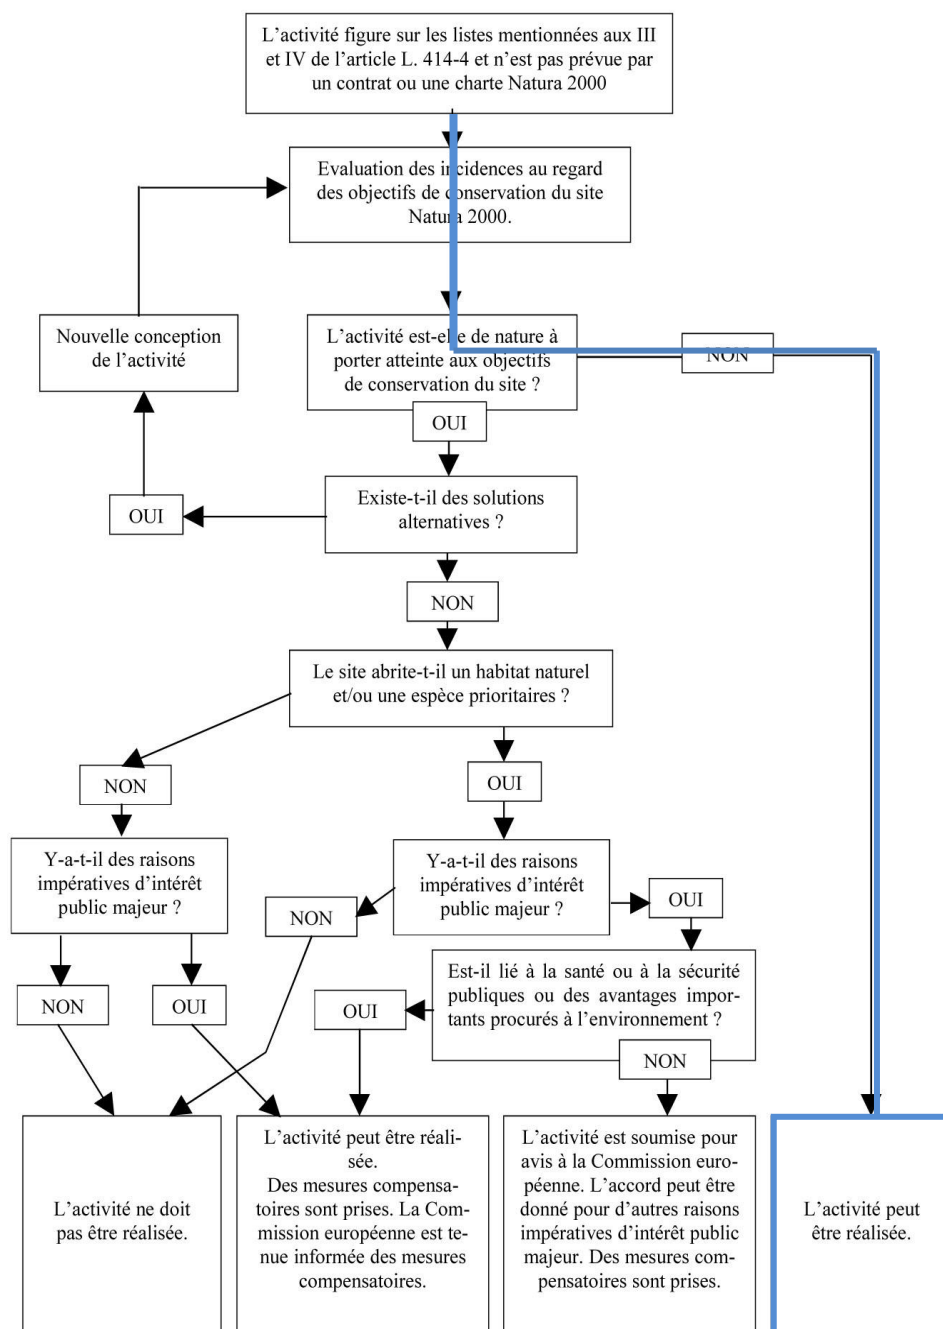 L’activité figure sur les listes mentionnées aux III
et IV de l’article L. 414-4 et n’est pas prévue par
un contrat ou une charte Natura 2000
Evaluation des incidences au regard
des objectifs de conservation du site
Natura 2000.
Nouvelle conception
de l’activité
L’activité est-elle de nature à
porter atteinte aux objectifs
de conservation du site ?
NON
OUI
Existe-t-il des solutions
alternatives ?
OUI
NON
Le site abrite-t-il un habitat naturel
et/ou une espèce prioritaires ?
NON
OUI
Y-a-t-il des raisons
impératives d’intérêt
public majeur ?
Y-a-t-il des raisons
impératives d’intérêt
public majeur ?
OUI
NON
Est-il lié à la santé ou à la sécurité
publiques ou des avantages impor-
tants procurés à l’environnement ?
NON
OUI
OUI
NON
L’activité ne doit
pas être réalisée.
L’activité peut être réali-
sée.
Des mesures compensa-
toires sont prises. La Com-
mission européenne est te-
nue informée des mesures
compensatoires.
L’activité est soumise pour
avis à la Commission euro-
péenne. L’accord peut être
donné pour d’autres raisons
impératives d’intérêt public
majeur. Des mesures com-
pensatoires sont prises.
L’activité peut
être réalisée.